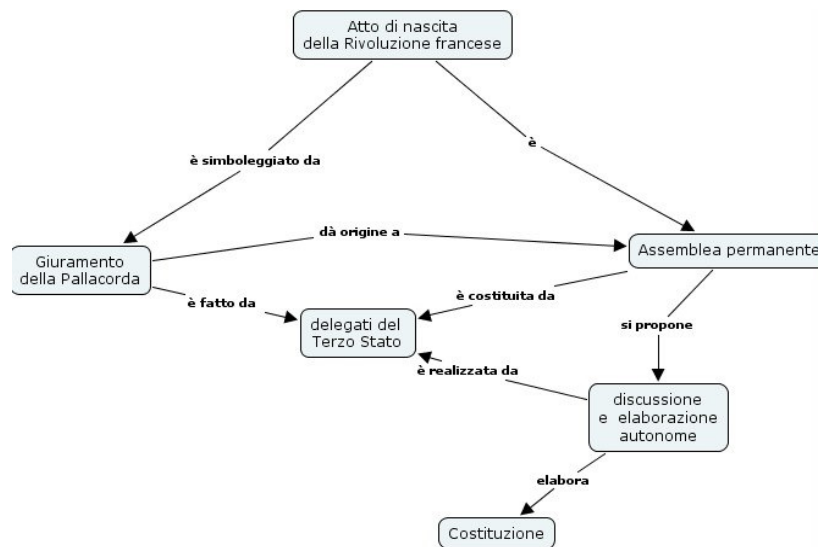 Atto di nascita
della Rivoluzione francese
è simboleggiato da
è
dà origine a
Giuramento
della Pallacorda
Assemblea permanente
è fatto da
è costituita da
delegati del
Terzo Stato
si propone
è realizzata da
discussione
e elaborazione
autonome
elabora
Costituzione